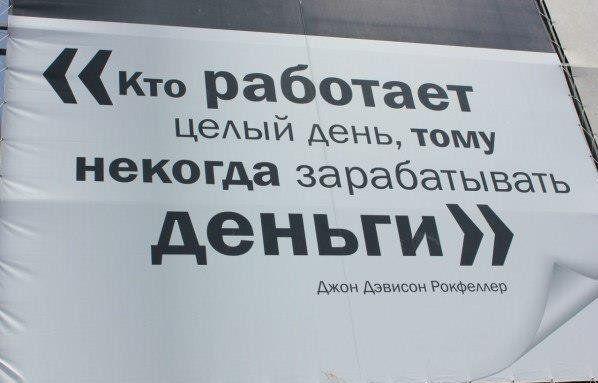 «Кто работает
целый день, тому
некогда зарабатывать
деньги»
Джон Дэвисон Рокфеллер